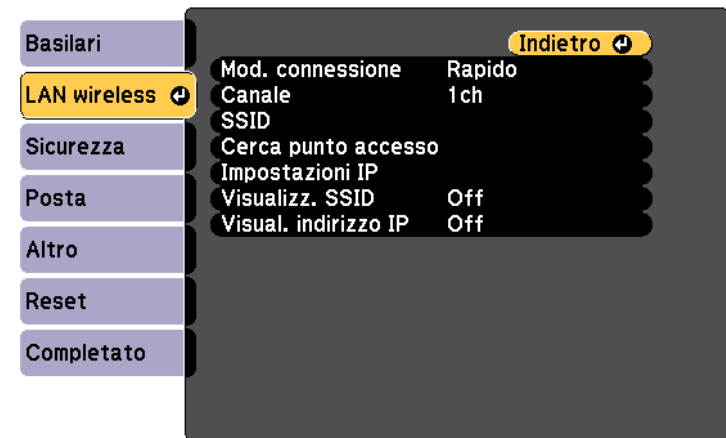 Basilari
LAN wireless
Sicurezza
Posta
Altro
Reset
Completato
Indietro
Mod. connessione Rapido
Canale 1ch
SSID
Cerca punto accesso
Impostazioni IP
Visualizz. SSID Off
Visual. indirizzo IP Off